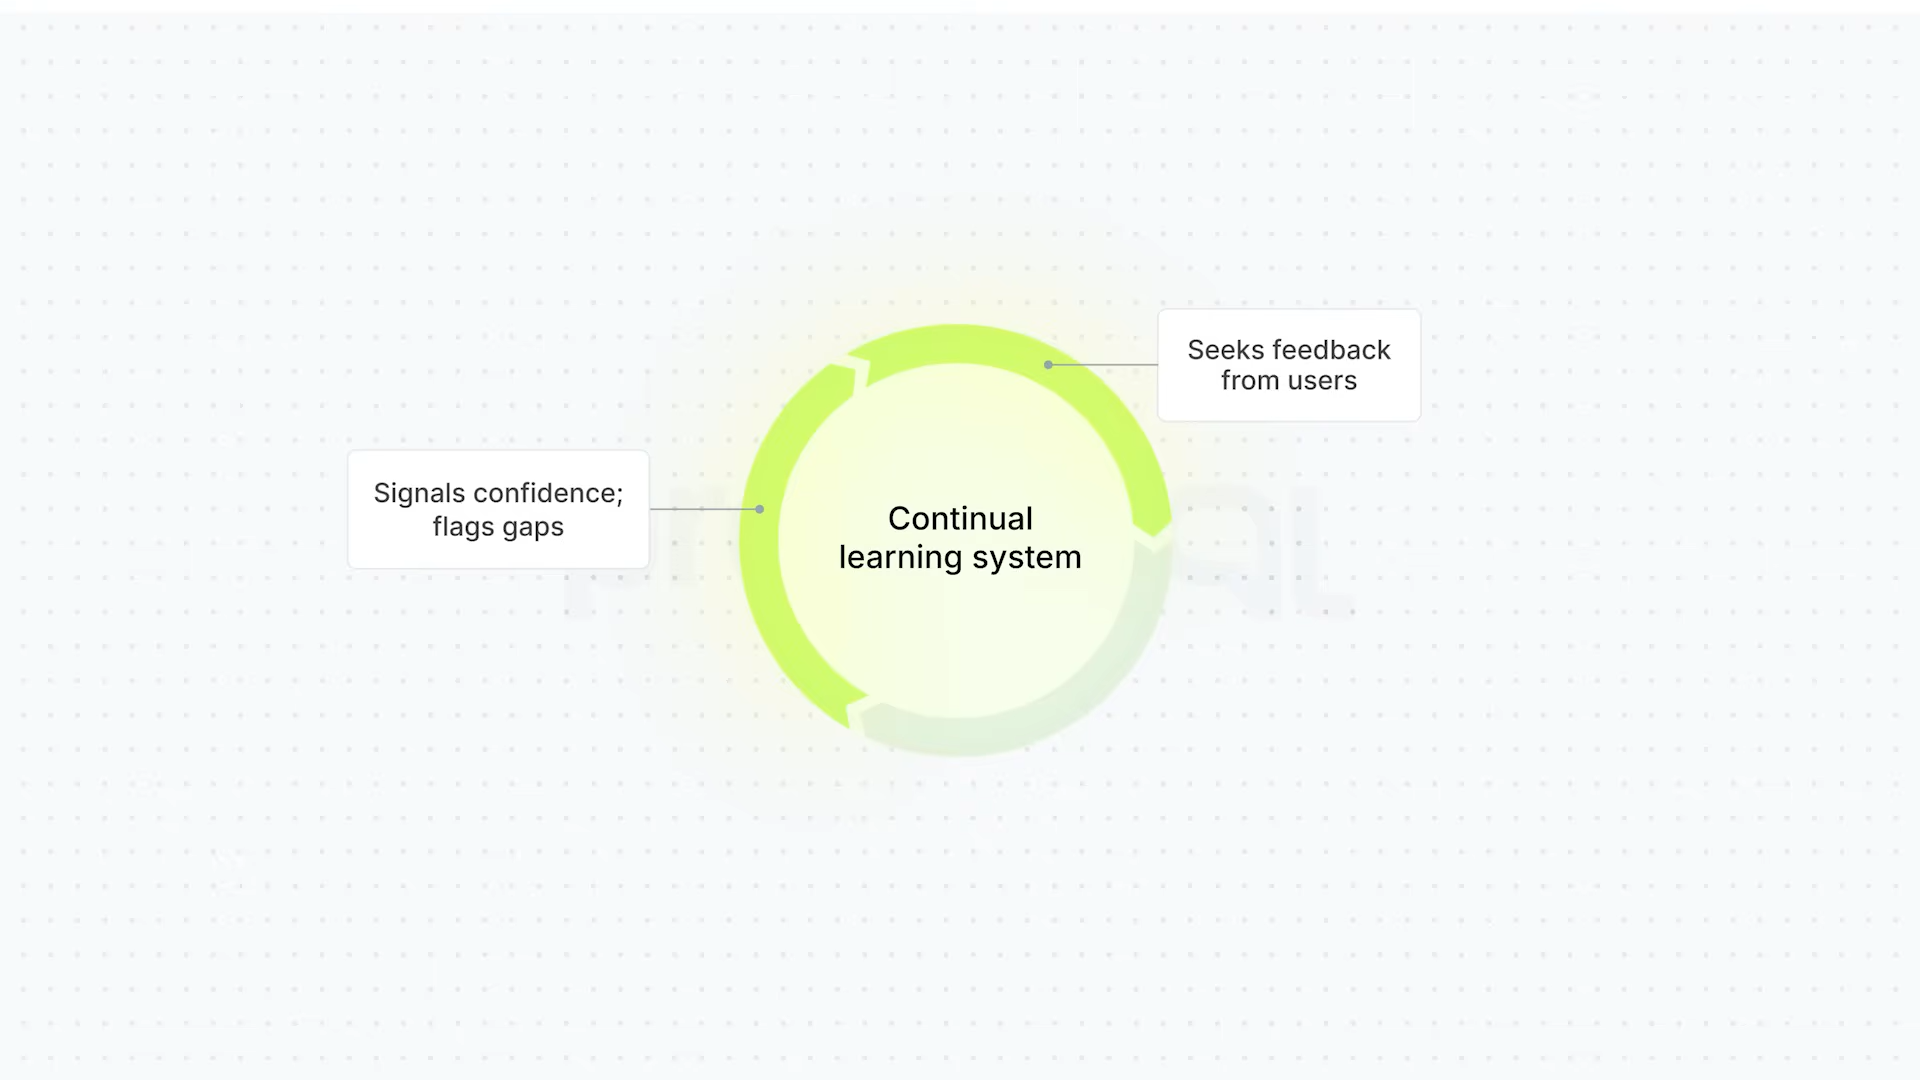 Seeks feedback
from users
Signals confidence;
flags gaps
Continual
learning system